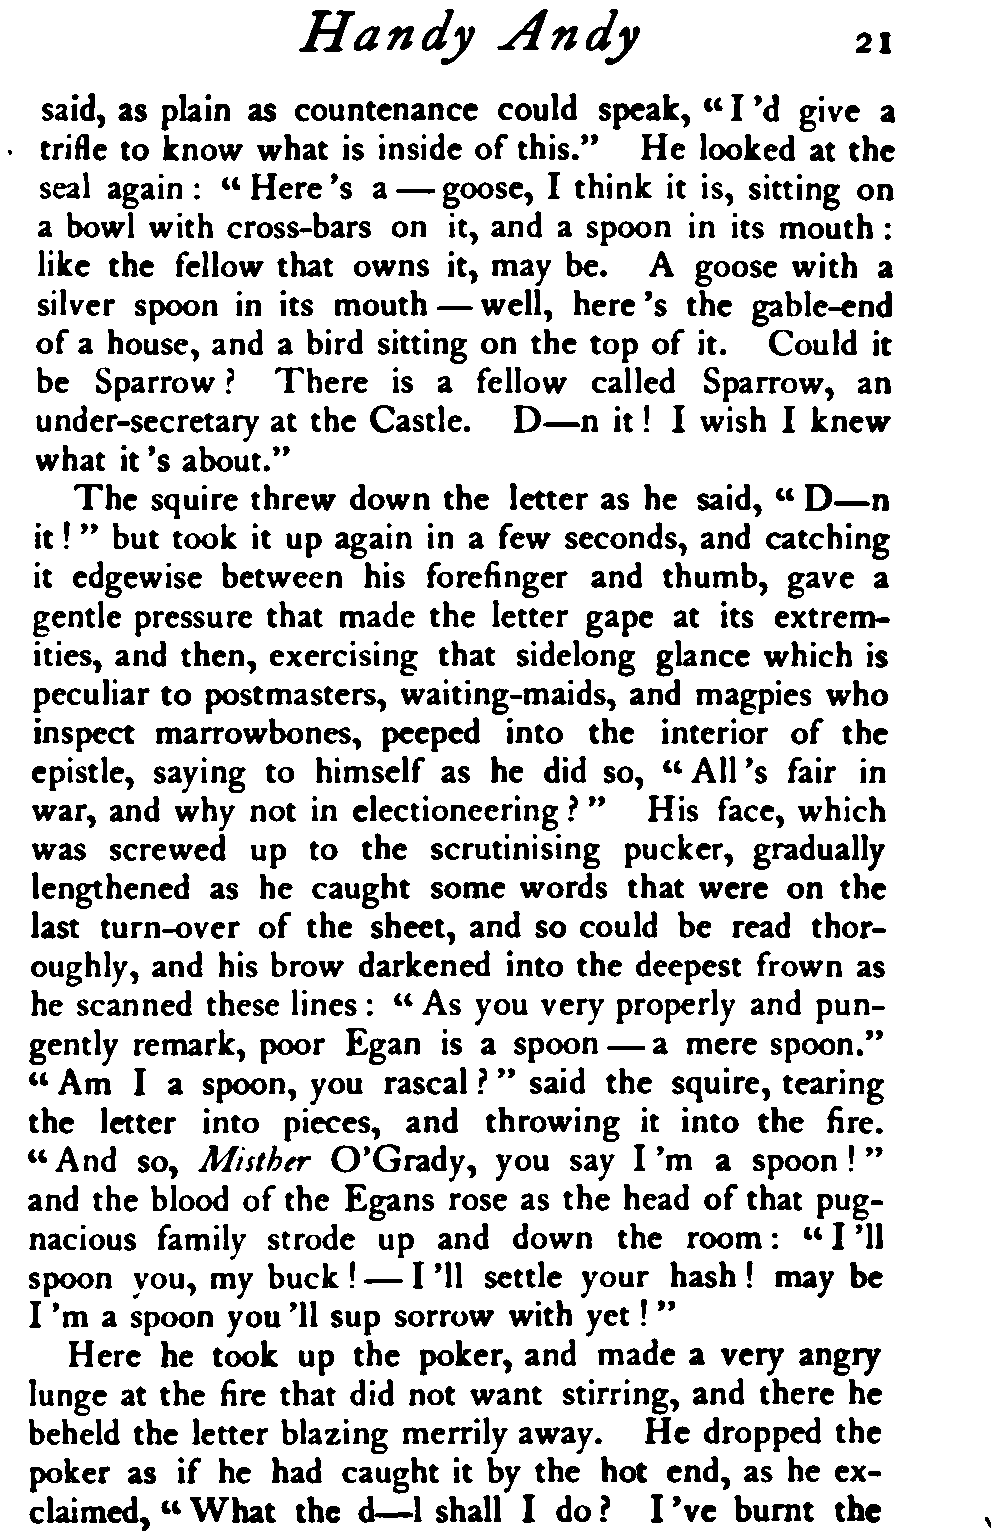 Handy Andy 21
said, as plain as countenance could speak, “I 'd give a
trifle to know what is inside of this.” He looked at the
seal again : “ Here 's a — goose, I think it is, sitting on
a bowl with cross-bars on it, and a spoon in its mouth :
like the fellow that owns it, may be. A goose with a
silver spoon in its mouth — well, here 's the gable-end
of a house, and a bird sitting on the top of it. Could it
be Sparrow ? There is a fellow called Sparrow, an
under-secretary at the Castle. D—n it ! I wish I knew
what it 's about.”
The squire threw down the letter as he said, “ D—n
it ! ” but took it up again in a few seconds, and catching
it edgewise between his forefinger and thumb, gave a
gentle pressure that made the letter gape at its extrem-
ities, and then, exercising that sidelong glance which is
peculiar to postmasters, waiting-maids, and magpies who
inspect marrowbones, peeped into the interior of the
epistle, saying to himself as he did so, “ All 's fair in
war, and why not in electioneering ? ” His face, which
was screwed up to the scrutinising pucker, gradually
lengthened as he caught some words that were on the
last turn-over of the sheet, and so could be read thor-
oughly, and his brow darkened into the deepest frown as
he scanned these lines : “ As you very properly and pun-
gently remark, poor Egan is a spoon — a mere spoon.”
“ Am I a spoon, you rascal ? ” said the squire, tearing
the letter into pieces, and throwing it into the fire.
“ And so, Misther O'Grady, you say I 'm a spoon ! ”
and the blood of the Egans rose as the head of that pug-
nacious family strode up and down the room : “ I 'll
spoon you, my buck ! — I 'll settle your hash ! may be
I 'm a spoon you 'll sup sorrow with yet ! ”
Here he took up the poker, and made a very angry
lunge at the fire that did not want stirring, and there he
beheld the letter blazing merrily away. He dropped the
poker as if he had caught it by the hot end, as he ex-
claimed, “ What the d—l shall I do ? I 've burnt the